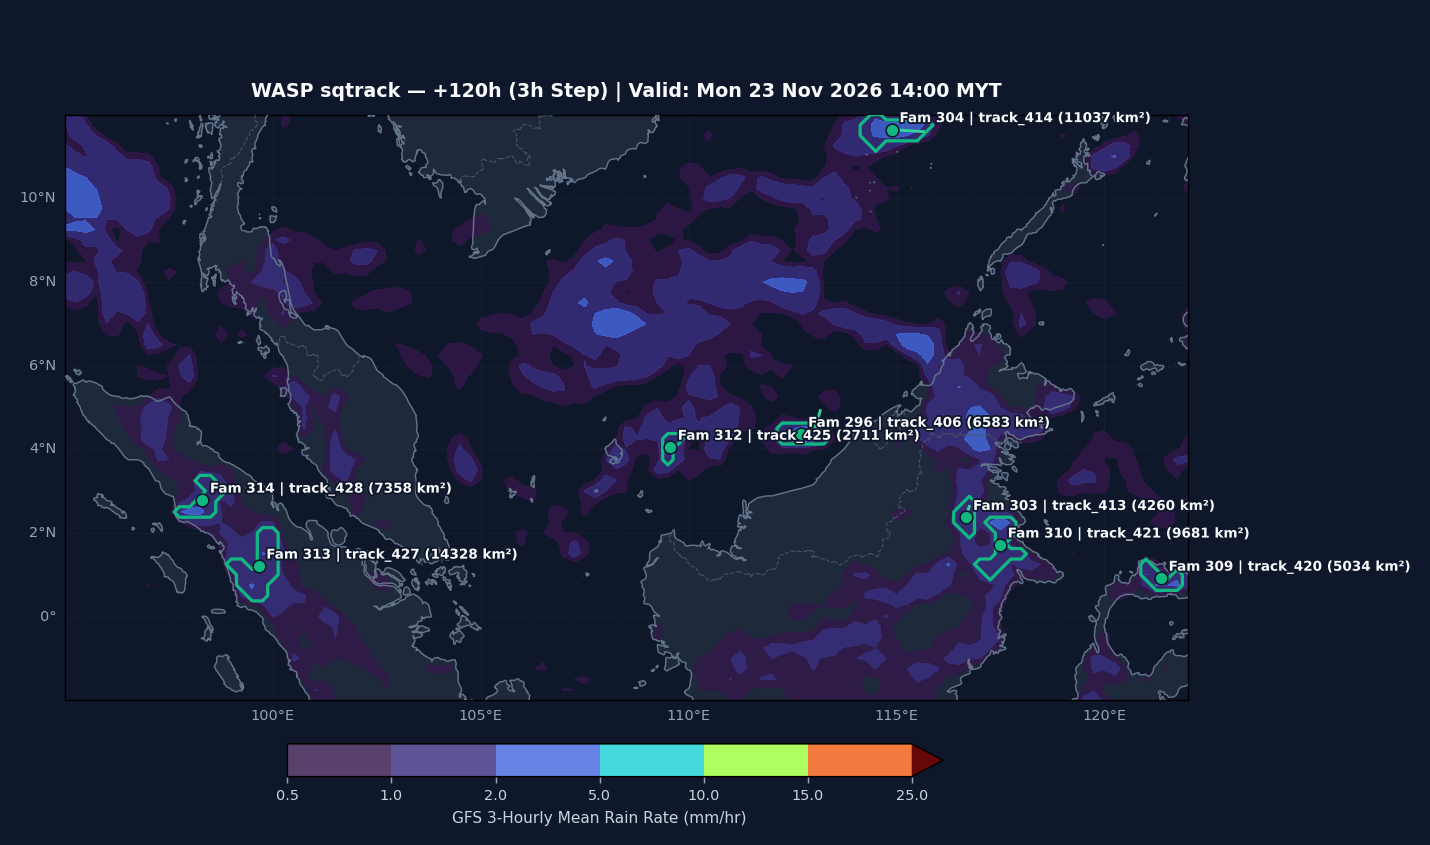 WASP sqtrack — +120h (3h Step) | Valid: Mon 23 Nov 2026 14:00 MYT
Fam 304 | track_414 (11037 km²)
10°N
8°N
6°N
Fam 296 | track_406 (6583 km²)
Fam 312 | track_425 (2711 km²)
4°N
Fam 314 | track_428 (7358 km²)
Fam 303 | track_413 (4260 km²)
2°N
Fam 310 | track_421 (9681 km²)
Fam 313 | track_427 (14328 km²)
Fam 309 | track_420 (5034 km²)
0°
100°E 105°E 110°E 115°E 120°E
0.5 1.0 2.0 5.0 10.0 15.0 25.0
GFS 3-Hourly Mean Rain Rate (mm/hr)